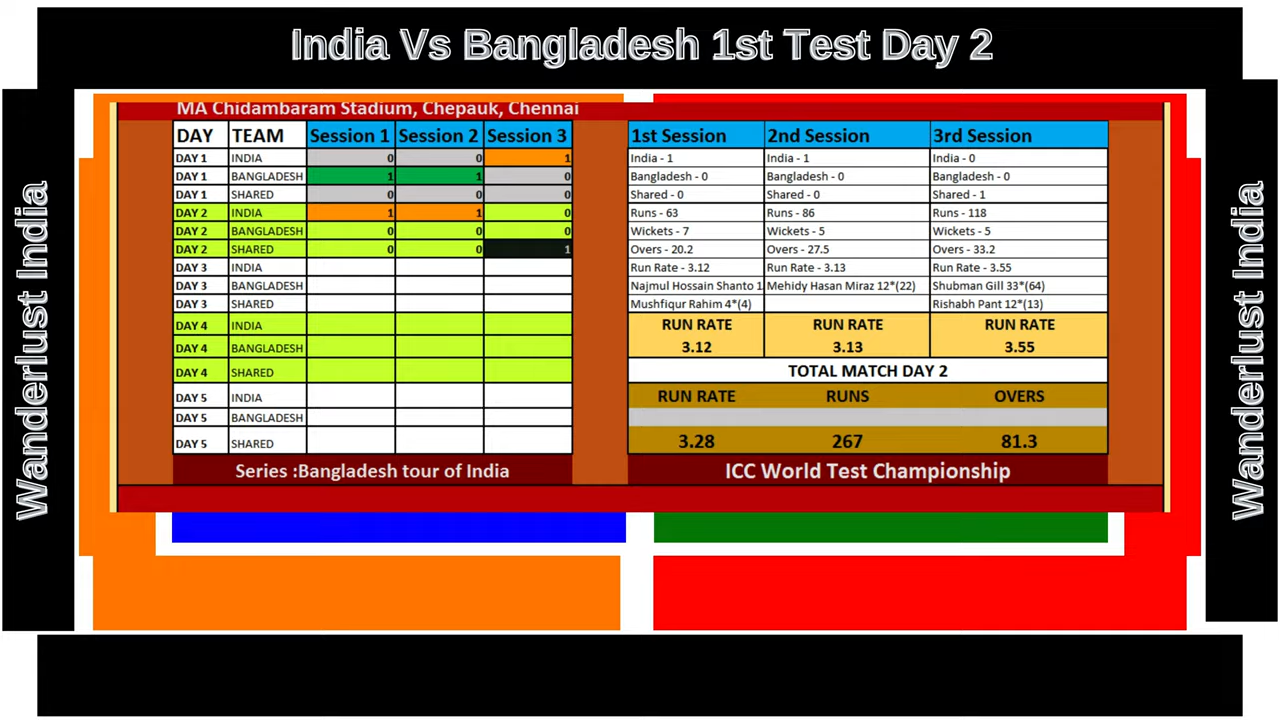 India Vs Bangladesh 1st Test Day 2
Wanderlust India
MA Chidambaram Stadium, Chepauk, Chennai
DAY TEAM Session 1 Session 2 Session 3
DAY 1 INDIA 0 0 1
DAY 1 BANGLADESH 1 1 0
DAY 1 SHARED 0 0 0
DAY 2 INDIA 1 1 0
DAY 2 BANGLADESH 0 0 0
DAY 2 SHARED 0 0 1
DAY 3 INDIA
DAY 3 BANGLADESH
DAY 3 SHARED
DAY 4 INDIA
DAY 4 BANGLADESH
DAY 4 SHARED
DAY 5 INDIA
DAY 5 BANGLADESH
DAY 5 SHARED
Series :Bangladesh tour of India
1st Session 2nd Session 3rd Session
India - 1 India - 1 India - 0
Bangladesh - 0 Bangladesh - 0 Bangladesh - 0
Shared - 0 Shared - 0 Shared - 1
Runs - 63 Runs - 86 Runs - 118
Wickets - 7 Wickets - 5 Wickets - 5
Overs - 20.2 Overs - 27.5 Overs - 33.2
Run Rate - 3.12 Run Rate - 3.13 Run Rate - 3.55
Najmul Hossain Shanto 1 Mehidy Hasan Miraz 12*(22) Shubman Gill 33*(64)
Mushfiqur Rahim 4*(4) Rishabh Pant 12*(13)
RUN RATE RUN RATE RUN RATE
3.12 3.13 3.55
TOTAL MATCH DAY 2
RUN RATE RUNS OVERS
3.28 267 81.3
ICC World Test Championship
Wanderlust India